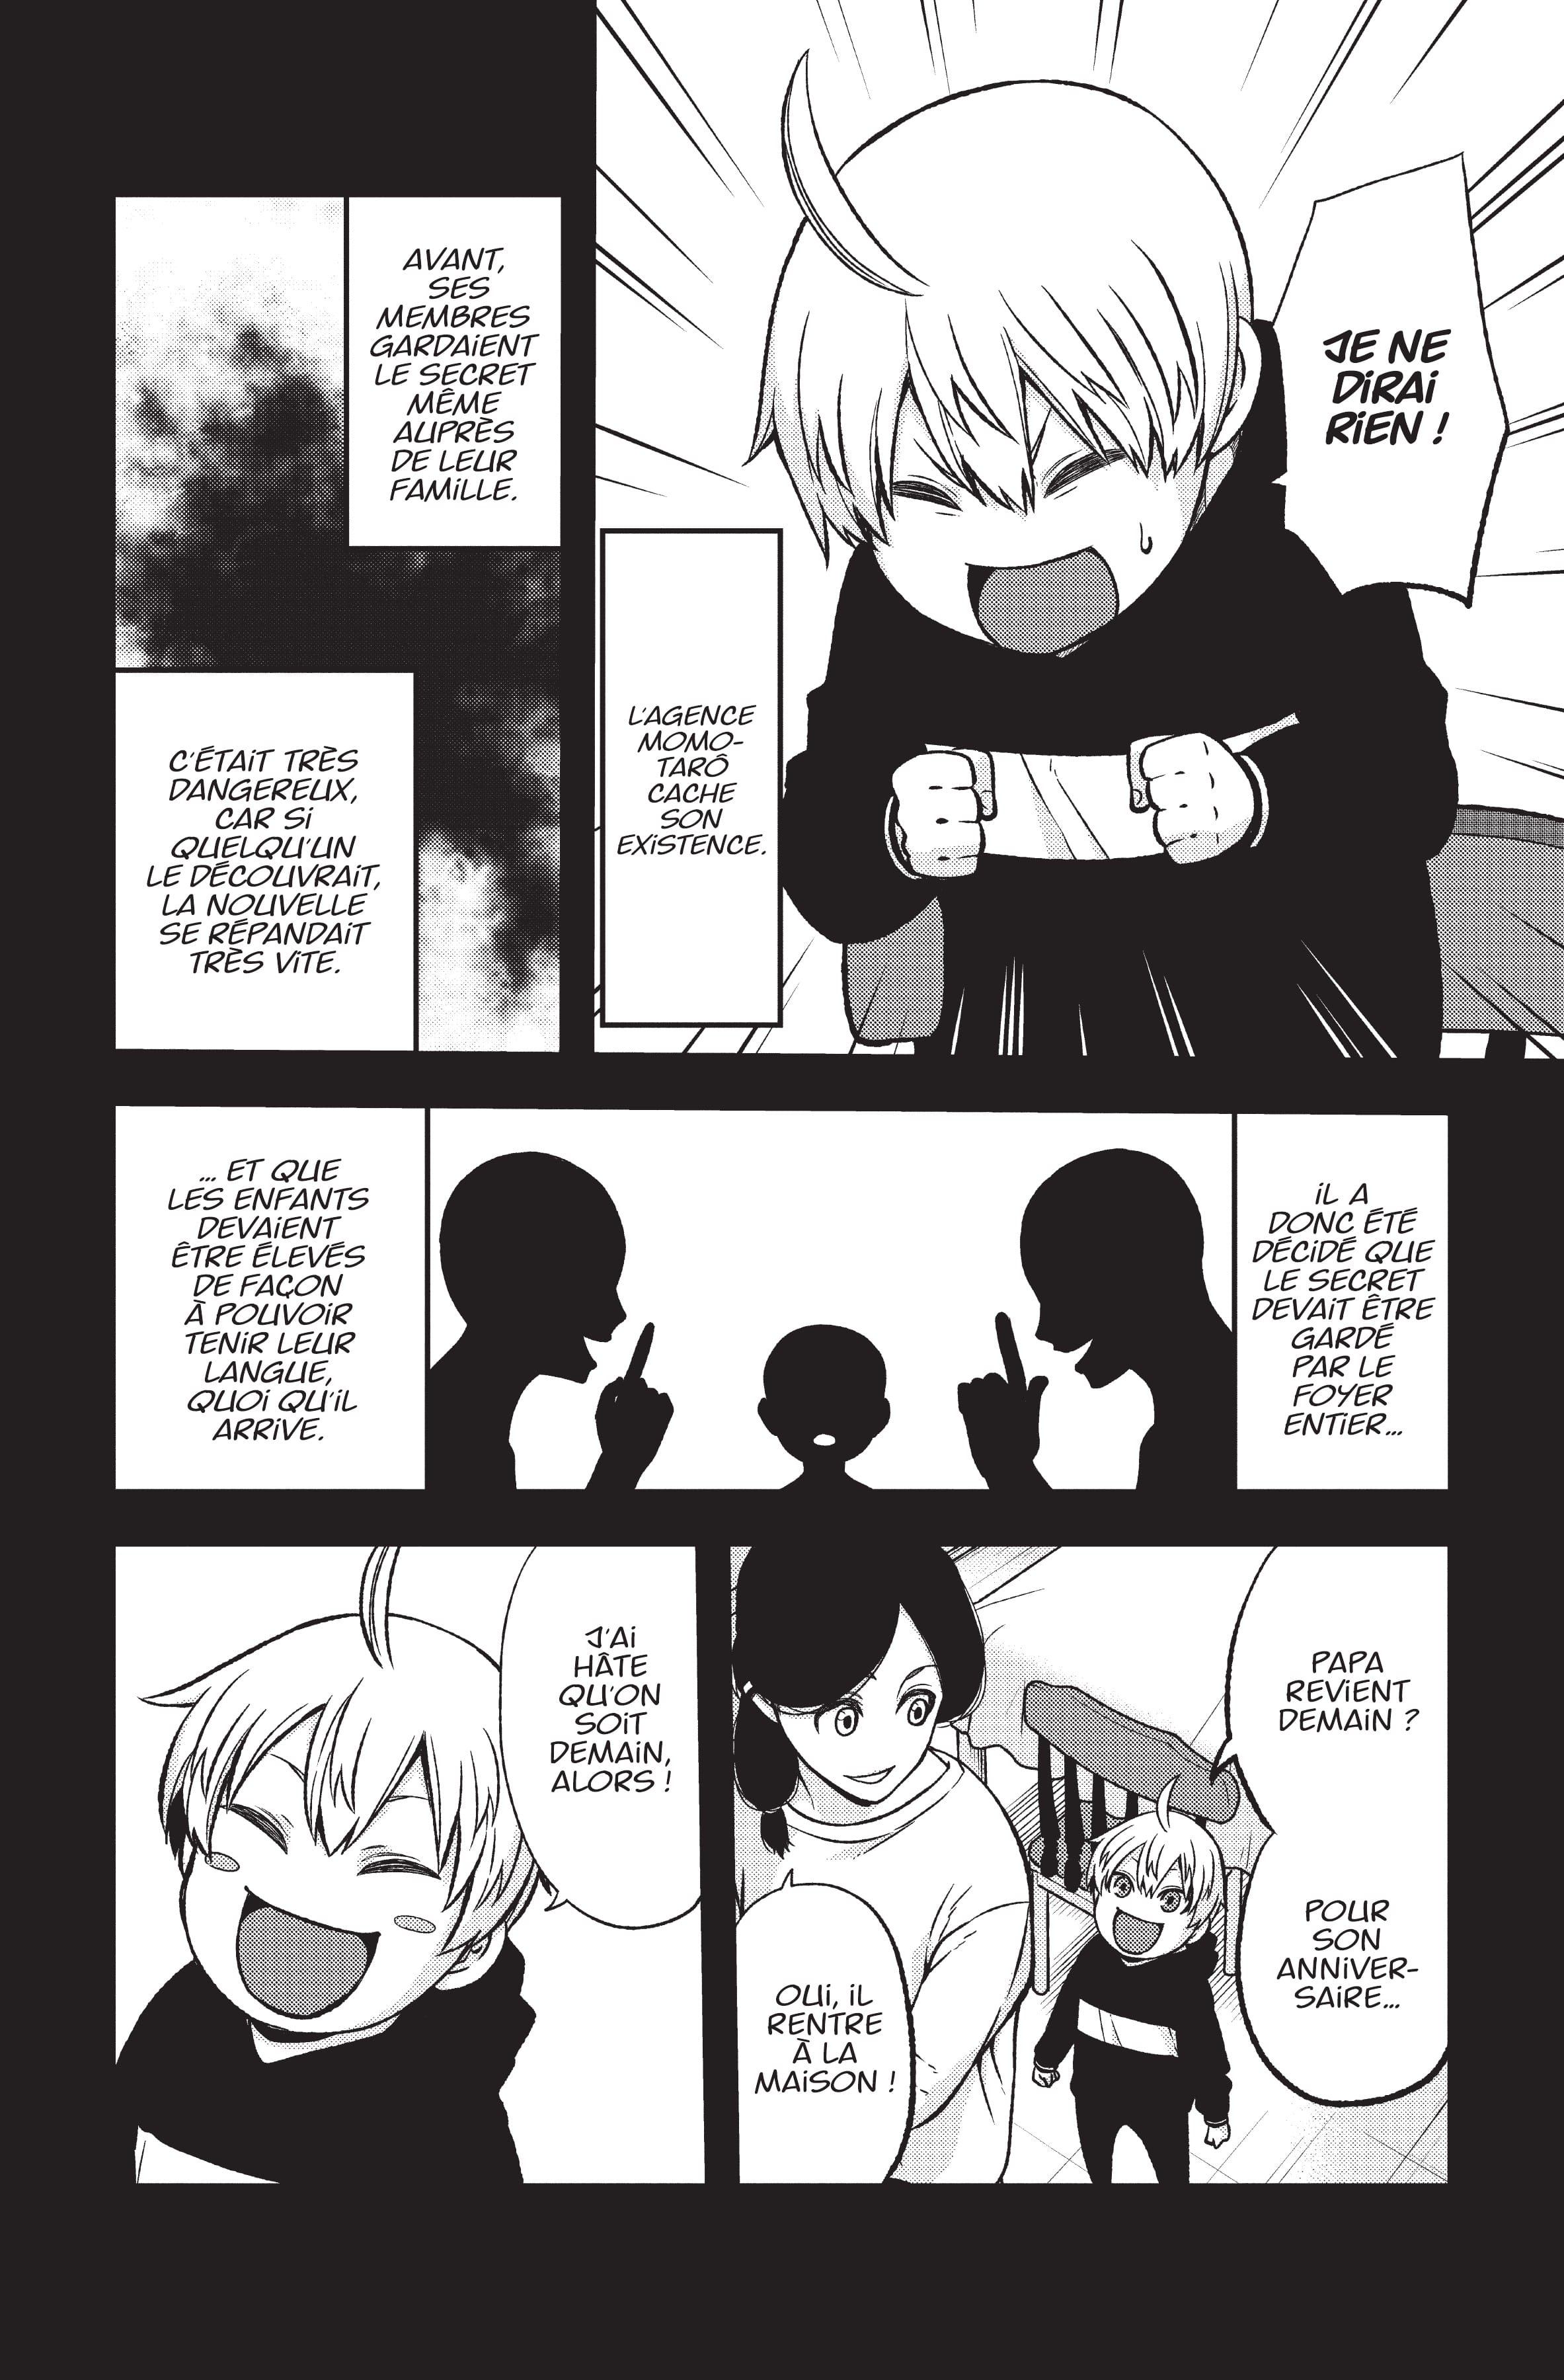 JE NE
DIRAI
RIEN !
L'AGENCE
MOMO-
TARÔ
CACHE
SON
EXISTENCE.
AVANT,
SES
MEMBRES
GARDAIENT
LE SECRET
MÊME
AUPRÈS
DE LEUR
FAMILLE.
C'ÉTAIT TRÈS
DANGEREUX,
CAR SI
QUELQU'UN
LE DÉCOUVRAIT,
LA NOUVELLE
SE RÉPANDAIT
TRÈS VITE.
IL A
DONC ÉTÉ
DÉCIDÉ QUE
LE SECRET
DEVAIT ÊTRE
GARDÉ
PAR LE
FOYER
ENTIER...
... ET QUE
LES ENFANTS
DEVAIENT
ÊTRE ÉLEVÉS
DE FAÇON
À POUVOIR
TENIR LEUR
LANGUE,
QUOI QU'IL
ARRIVE.
PAPA
REVIENT
DEMAIN ?
POUR
SON
ANNIVER-
SAIRE...
OUI, IL
RENTRE
À LA
MAISON !
J'AI
HÂTE
QU'ON
SOIT
DEMAIN,
ALORS !